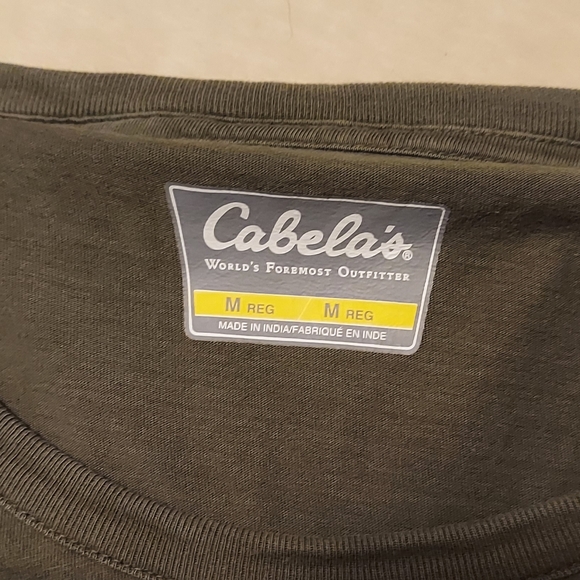 Cabela's®
World's Foremost Outfitter
M REG / M REG
MADE IN INDIA/FABRIQUÉ EN INDE